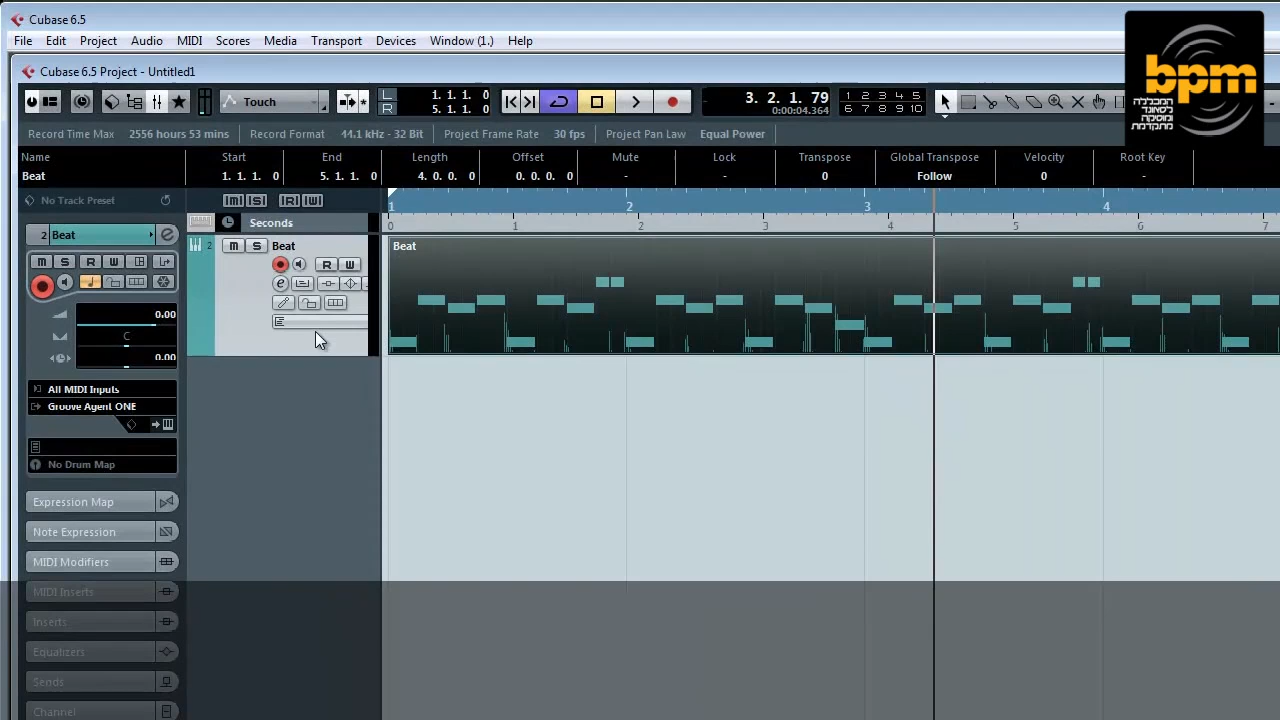 Cubase 6.5
File Edit Project Audio MIDI Scores Media Transport Devices Window (1.) Help
Cubase 6.5 Project - Untitled1
Touch
L 1. 1. 1. 0
R 5. 1. 1. 0
3. 2. 1. 79
0:00:04.364
1 2 3 4 5
6 7 8 9 10
bpm
המכללה
לסאונד
ומוסיקה
מתקדמת
Record Time Max 2556 hours 53 mins Record Format 44.1 kHz - 32 Bit Project Frame Rate 30 fps Project Pan Law Equal Power
Name Start End Length Offset Mute Lock Transpose Global Transpose Velocity Root Key
Beat 1. 1. 1. 0 5. 1. 1. 0 4. 0. 0. 0 0. 0. 0. 0 - - 0 Follow 0 -
No Track Preset
M S R W
1 2 3 4
Seconds
0 1 2 3 4 5 6 7
2 Beat
2 M S Beat
Beat
M S R W
R W
0.00
C
0.00
All MIDI Inputs
Groove Agent ONE
No Drum Map
Expression Map
Note Expression
MIDI Modifiers
MIDI Inserts
Inserts
Equalizers
Sends
Channel